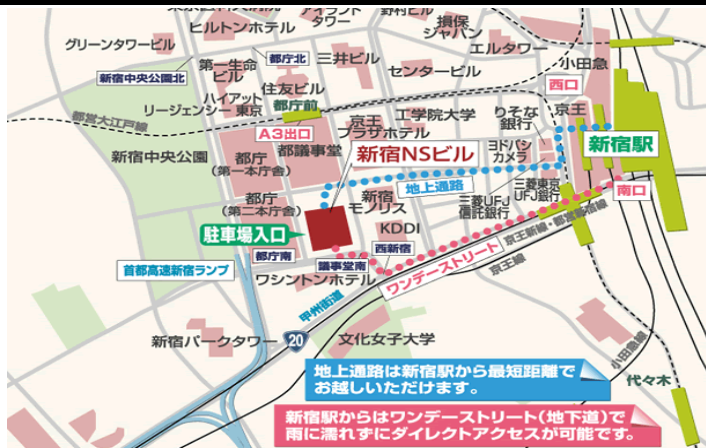 ヒルトンホテル
アイランド
タワー
野村ビル
損保
ジャパン
エルタワー
小田急
グリーンタワービル
都庁北
三井ビル
新宿中央公園北
第一生命
ビル
住友ビル
センタービル
西口
ハイアット
リージェンシー 東京
都庁前
京王
プラザホテル
工学院大学
りそな
銀行
京王
都営大江戸線
A3出口
新宿駅
新宿中央公園
都庁
(第一本庁舎)
都議事堂
新宿NSビル
ヨドバシ
カメラ
地上通路
都庁
(第二本庁舎)
新宿
モノリス
三菱UFJ
信託銀行
三菱東京
UFJ銀行
南口
駐車場入口
KDDI
都庁南
議事堂南
西新宿
京王新線・都営新宿線
首都高速新宿ランプ
ワシントンホテル
ワンデーストリート
京王線
甲州街道
20
新宿パークタワー
文化女子大学
小田急線
代々木
地上通路は新宿駅から最短距離で
お越しいただけます。
新宿駅からはワンデーストリート(地下道)で
雨に濡れずにダイレクトアクセスが可能です。